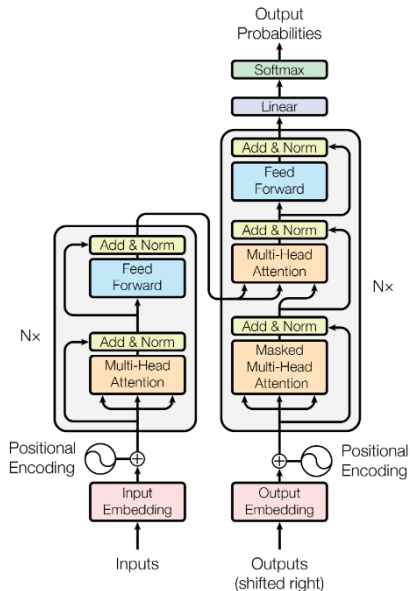 Output
Probabilities
Softmax
Linear
Add & Norm
Feed
Forward
Add & Norm
Multi-Head
Attention
Nx
Add & Norm
Masked
Multi-Head
Attention
Positional
Encoding
Output
Embedding
Outputs
(shifted right)
Add & Norm
Feed
Forward
Nx
Add & Norm
Multi-Head
Attention
Positional
Encoding
Input
Embedding
Inputs